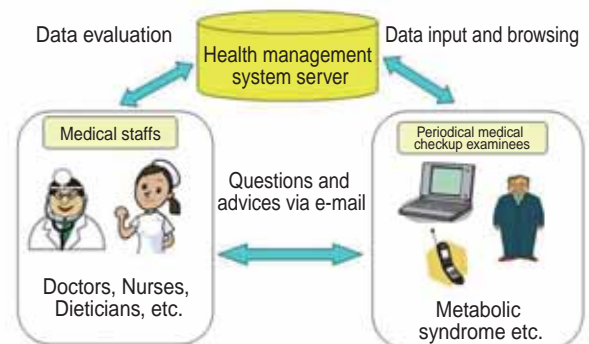 Data evaluation
Health management
system server
Data input and browsing
Medical staffs
Periodical medical
checkup examinees
Questions and
advices via e-mail
Doctors, Nurses,
Dieticians, etc.
Metabolic
syndrome etc.